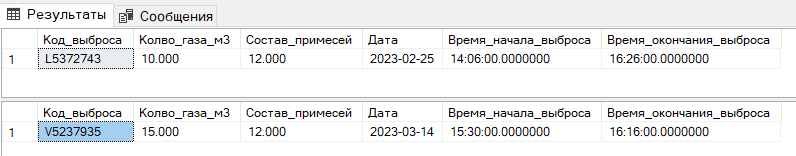 Результаты Сообщения
Код_выброса Колво_газа_м3 Состав_примесей Дата Время_начала_выброса Время_окончания_выброса
1 L5372743 10.000 12.000 2023-02-25 14:06:00.0000000 16:26:00.0000000
Код_выброса Колво_газа_м3 Состав_примесей Дата Время_начала_выброса Время_окончания_выброса
1 V5237935 15.000 12.000 2023-03-14 15:30:00.0000000 16:16:00.0000000